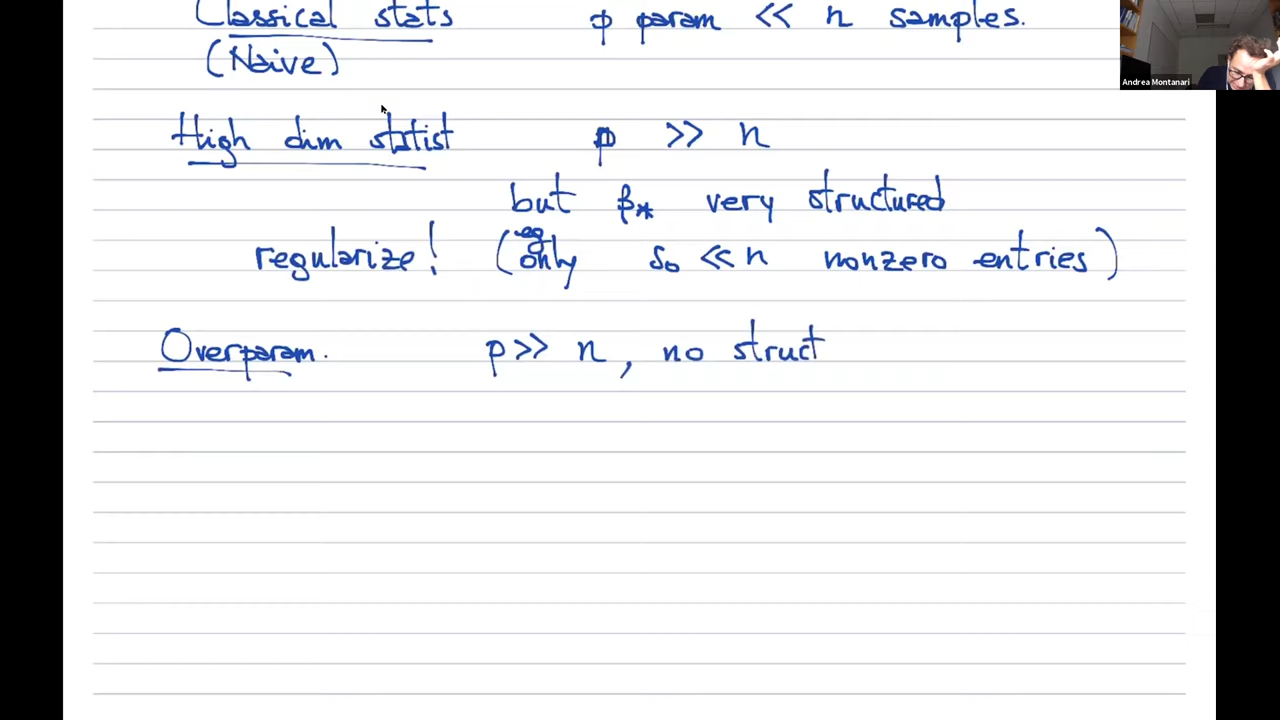 Classical stats p param << n samples.
(Naive)
High dim statist p >> n
but β* very structured
regularize! (eg only s₀ << n nonzero entries)
Overparam. p >> n, no struct
Andrea Montanari